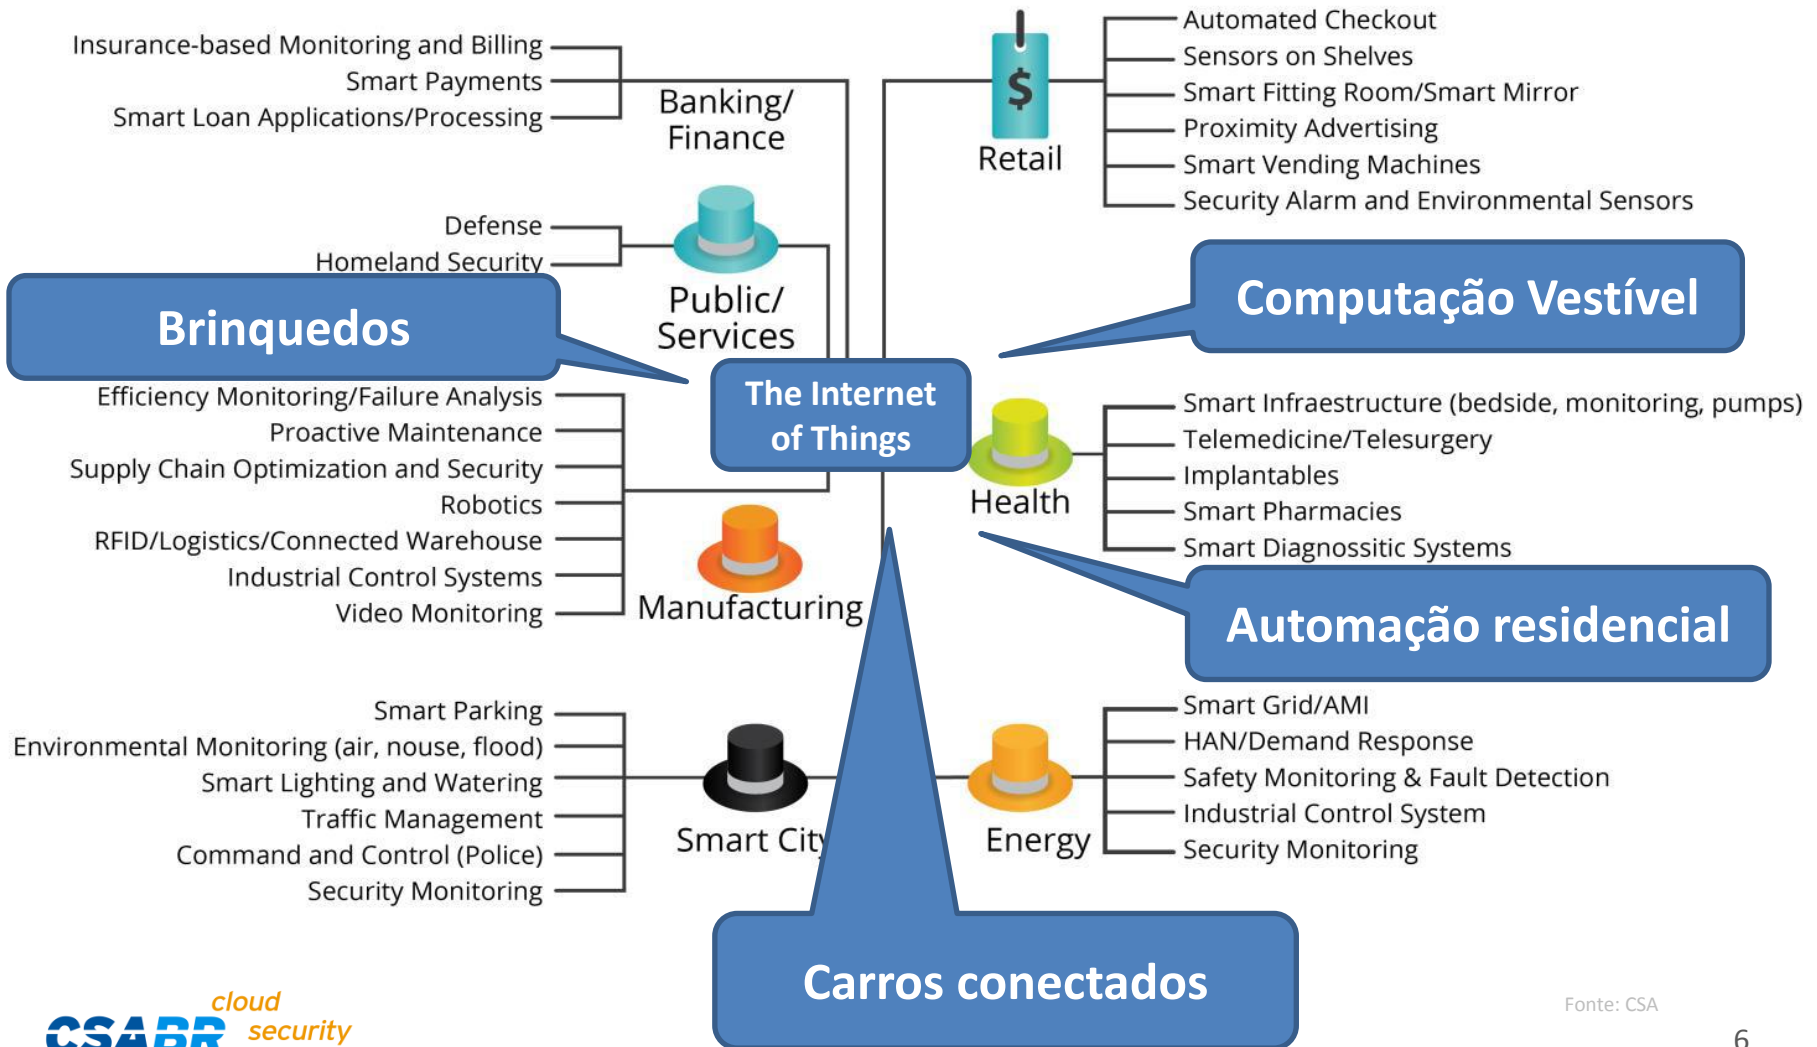 Insurance-based Monitoring and Billing
Smart Payments
Smart Loan Applications/Processing
Banking/
Finance
Retail
$
Automated Checkout
Sensors on Shelves
Smart Fitting Room/Smart Mirror
Proximity Advertising
Smart Vending Machines
Security Alarm and Environmental Sensors
Defense
Homeland Security
Public/
Services
Brinquedos
Computação Vestível
The Internet
of Things
Efficiency Monitoring/Failure Analysis
Proactive Maintenance
Supply Chain Optimization and Security
Robotics
RFID/Logistics/Connected Warehouse
Industrial Control Systems
Video Monitoring
Manufacturing
Health
Smart Infraestructure (bedside, monitoring, pumps)
Telemedicine/Telesurgery
Implantables
Smart Pharmacies
Smart Diagnossitic Systems
Automação residencial
Smart Parking
Environmental Monitoring (air, nouse, flood)
Smart Lighting and Watering
Traffic Management
Command and Control (Police)
Security Monitoring
Smart City
Energy
Smart Grid/AMI
HAN/Demand Response
Safety Monitoring & Fault Detection
Industrial Control System
Security Monitoring
Carros conectados
cloud
CSABR security
Fonte: CSA
6